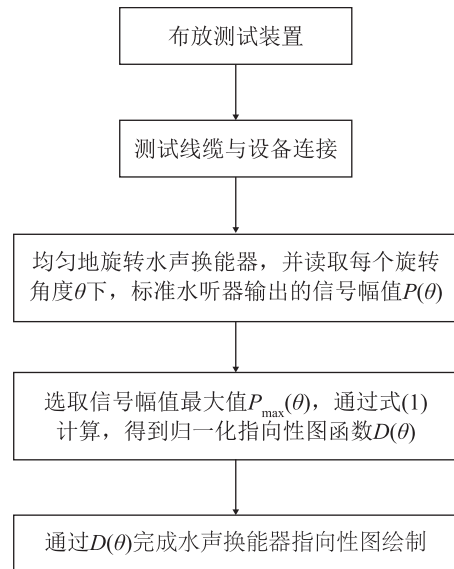 布放测试装置
测试线缆与设备连接
均匀地旋转水声换能器，并读取每个旋转
角度θ下，标准水听器输出的信号幅值P(θ)
选取信号幅值最大值Pmax(θ)，通过式(1)
计算，得到归一化指向性图函数D(θ)
通过D(θ)完成水声换能器指向性图绘制